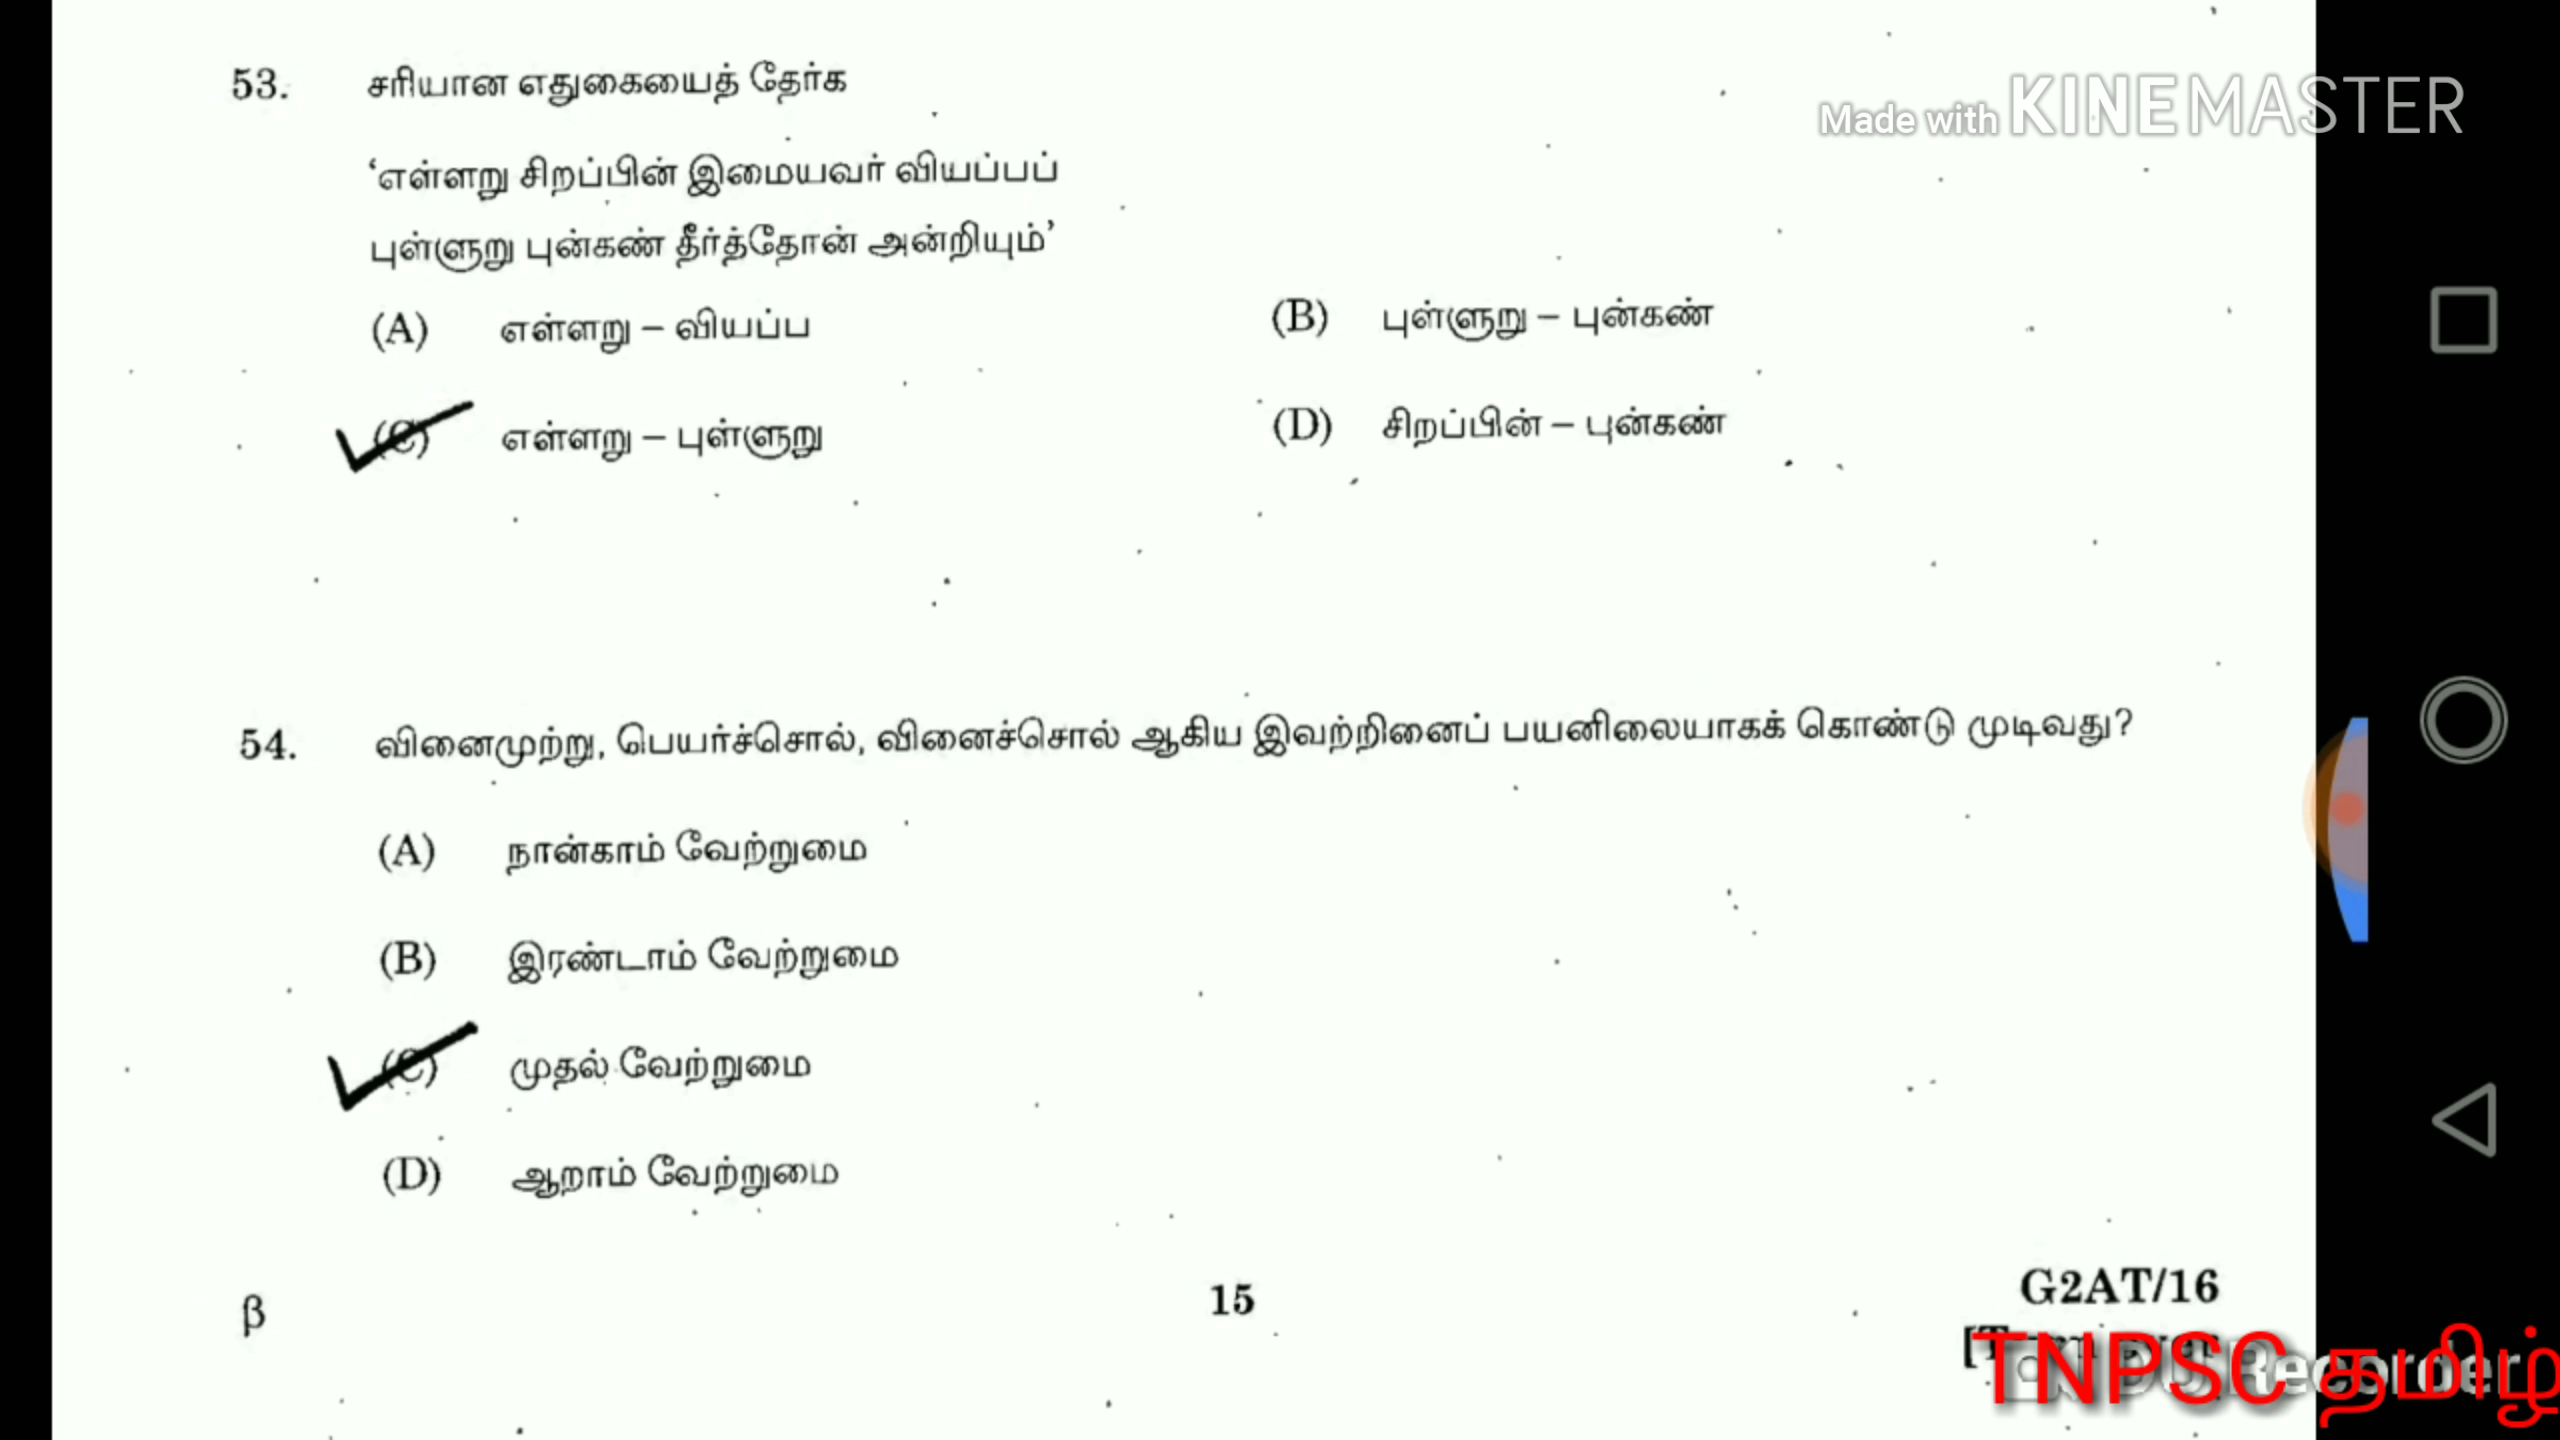 Made with KINEMASTER
53. சரியான எதுகையைத் தேர்க
‘எள்ளறு சிறப்பின் இமையவர் வியப்பப்
புள்ளுறு புன்கண் தீர்த்தோன் அன்றியும்’
(A) எள்ளறு – வியப்ப (B) புள்ளுறு – புன்கண்
(C) எள்ளறு – புள்ளுறு (D) சிறப்பின் – புன்கண்
54. வினைமுற்று, பெயர்ச்சொல், வினைச்சொல் ஆகிய இவற்றினைப் பயனிலையாகக் கொண்டு முடிவது?
(A) நான்காம் வேற்றுமை
(B) இரண்டாம் வேற்றுமை
(C) முதல் வேற்றுமை
(D) ஆறாம் வேற்றுமை
β 15 G2AT/16
TNPSC தமிழ்
Recorder